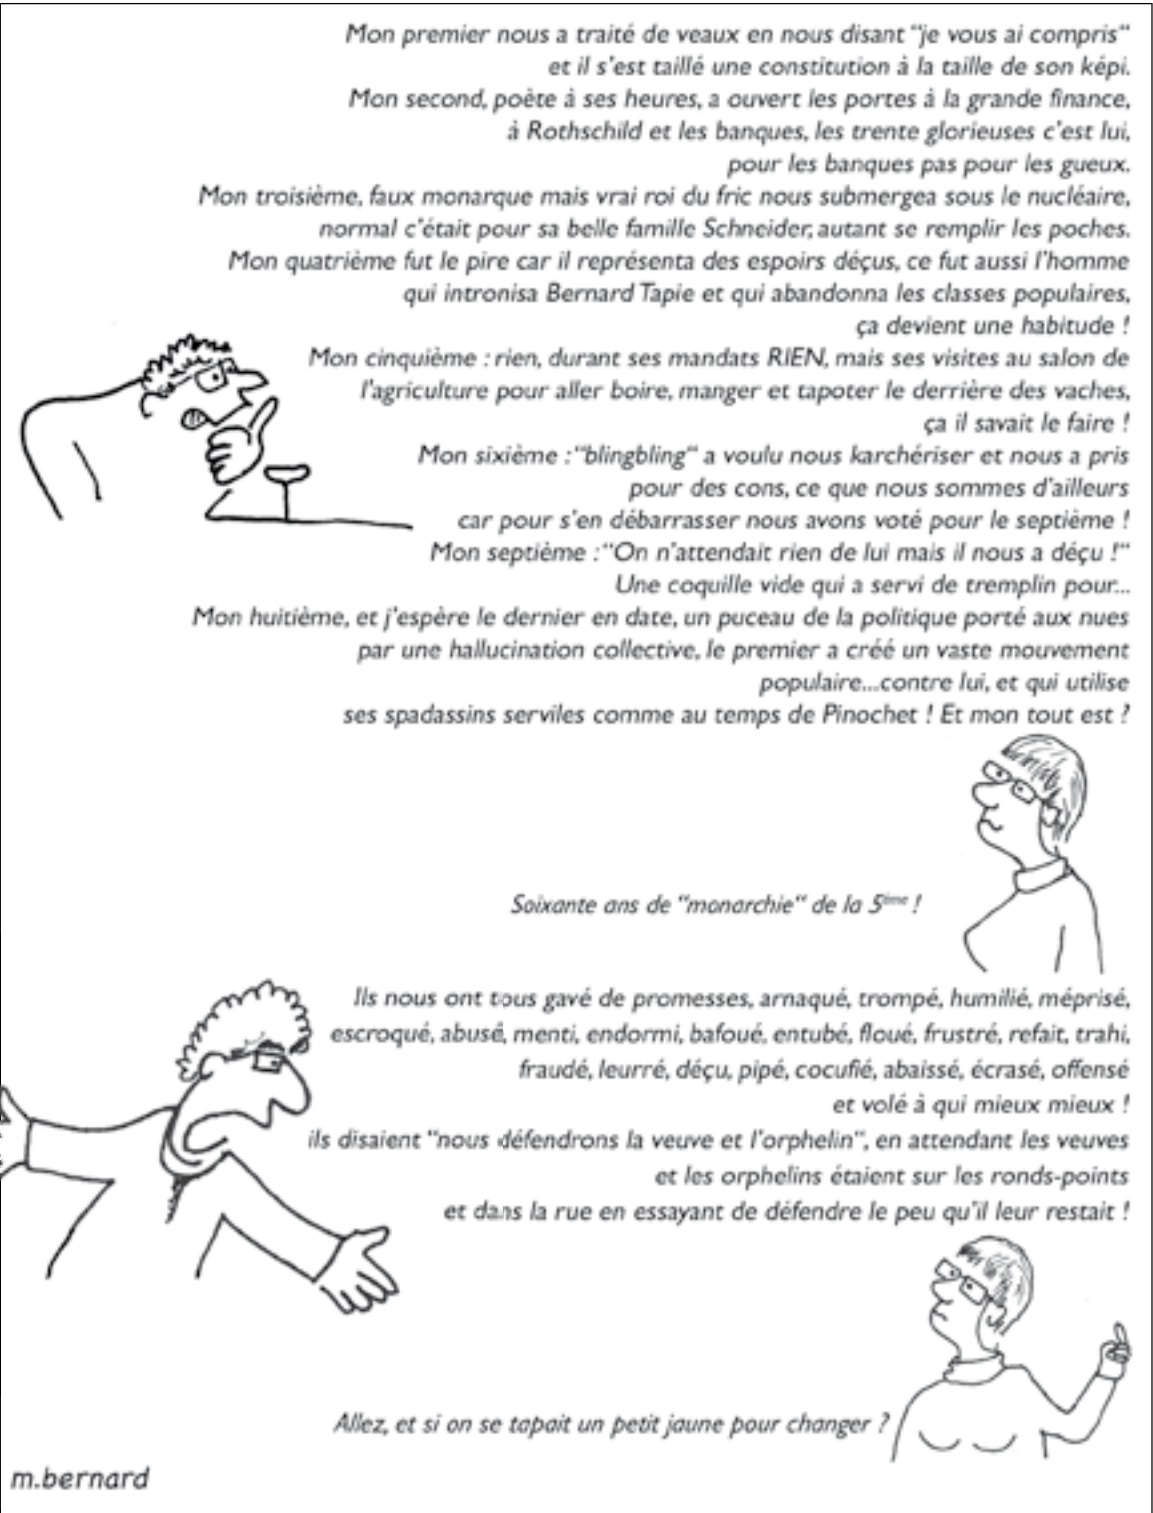 Mon premier nous a traité de veaux en nous disant “je vous ai compris“
et il s'est taillé une constitution à la taille de son képi.
Mon second, poète à ses heures, a ouvert les portes à la grande finance,
à Rothschild et les banques, les trente glorieuses c'est lui,
pour les banques pas pour les gueux.
Mon troisième, faux monarque mais vrai roi du fric nous submergea sous le nucléaire,
normal c'était pour sa belle famille Schneider, autant se remplir les poches.
Mon quatrième fut le pire car il représenta des espoirs déçus, ce fut aussi l'homme
qui intronisa Bernard Tapie et qui abandonna les classes populaires,
ça devient une habitude !
Mon cinquième : rien, durant ses mandats RIEN, mais ses visites au salon de
l'agriculture pour aller boire, manger et tapoter le derrière des vaches,
ça il savait le faire !
Mon sixième :“blingbling“ a voulu nous karchériser et nous a pris
pour des cons, ce que nous sommes d'ailleurs
car pour s'en débarrasser nous avons voté pour le septième !
Mon septième :“On n'attendait rien de lui mais il nous a déçu !“
Une coquille vide qui a servi de tremplin pour...
Mon huitième, et j'espère le dernier en date, un puceau de la politique porté aux nues
par une hallucination collective, le premier a créé un vaste mouvement
populaire...contre lui, et qui utilise
ses spadassins serviles comme au temps de Pinochet ! Et mon tout est ?
Soixante ans de “monarchie“ de la 5ème !
Ils nous ont tous gavé de promesses, arnaqué, trompé, humilié, méprisé,
escroqué, abusé, menti, endormi, bafoué, entubé, floué, frustré, refait, trahi,
fraudé, leurré, déçu, pipé, cocufié, abaissé, écrasé, offensé
et volé à qui mieux mieux !
ils disaient “nous défendrons la veuve et l'orphelin“, en attendant les veuves
et les orphelins étaient sur les ronds-points
et dans la rue en essayant de défendre le peu qu'il leur restait !
Allez, et si on se tapait un petit jaune pour changer ?
m.bernard